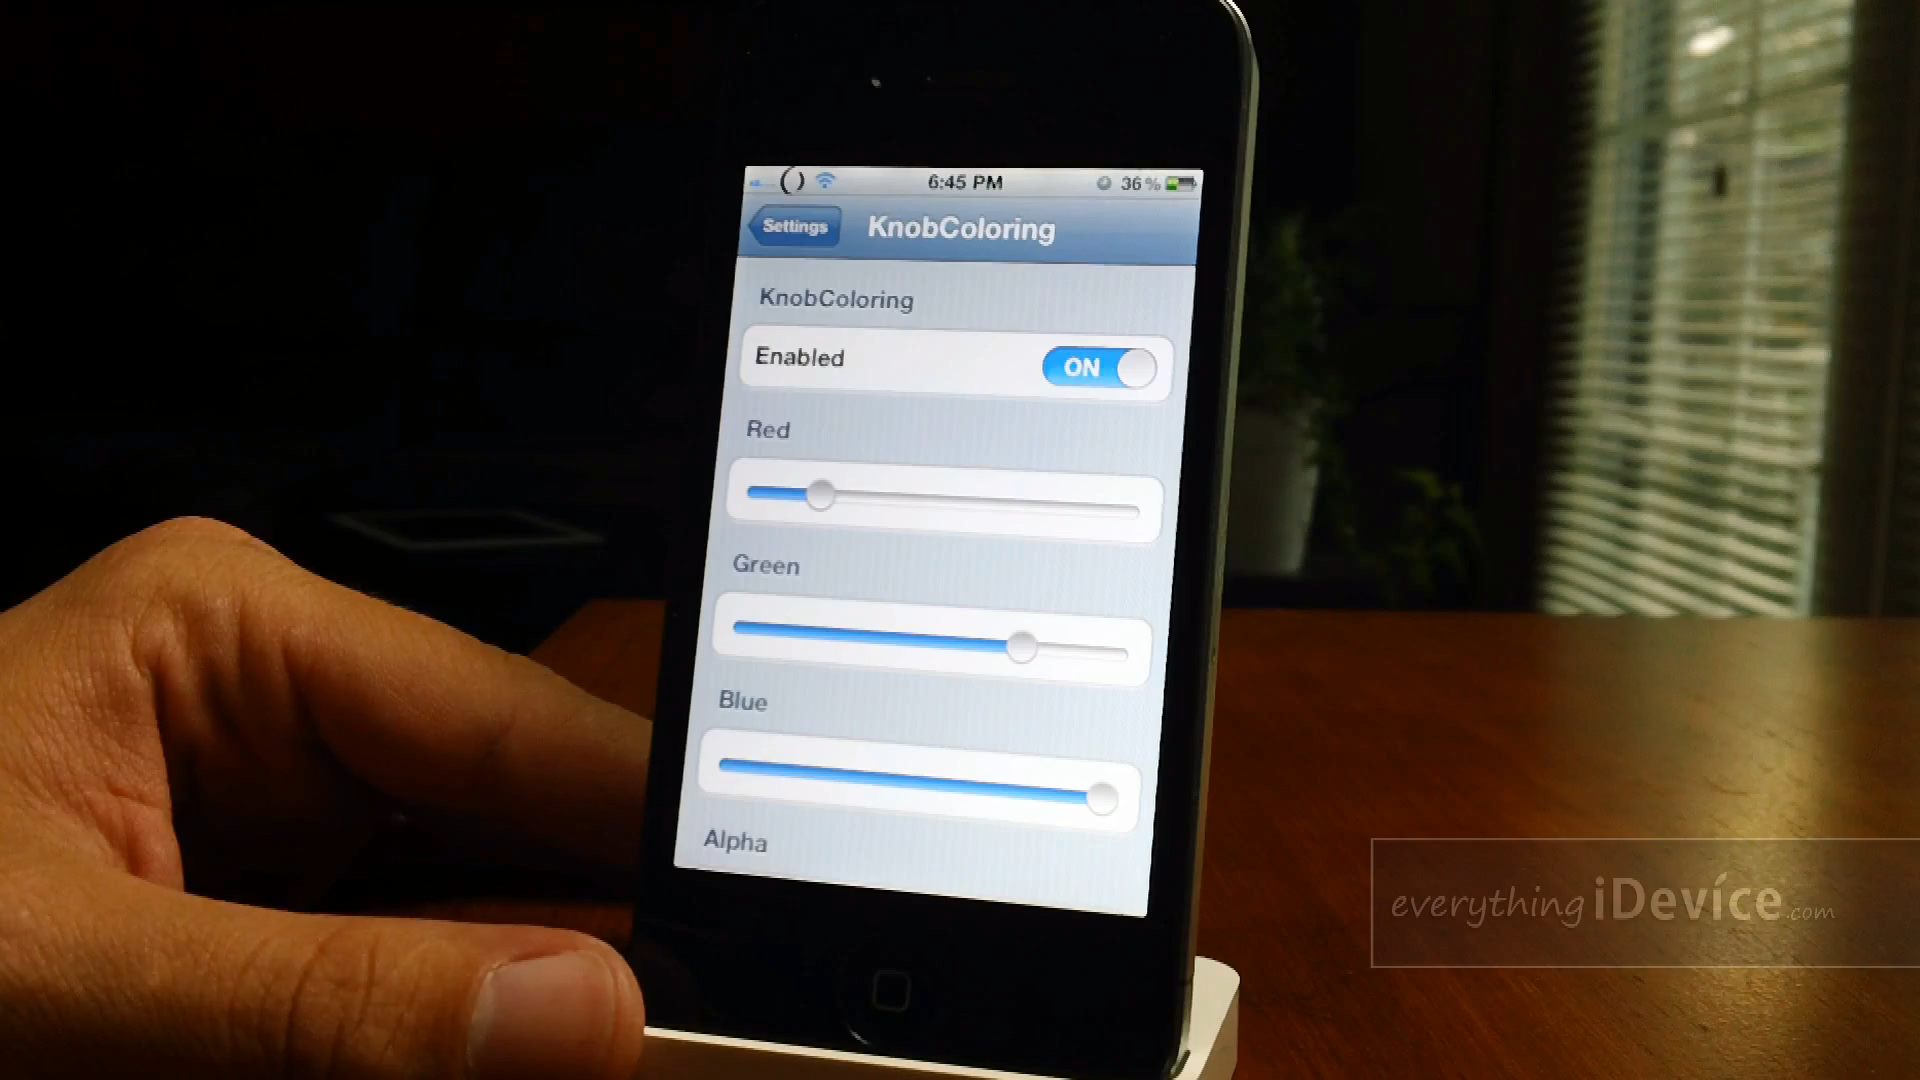 ( ) 6:45 PM 36 %
Settings KnobColoring
KnobColoring
Enabled ON
Red
Green
Blue
Alpha
everything iDevice.com